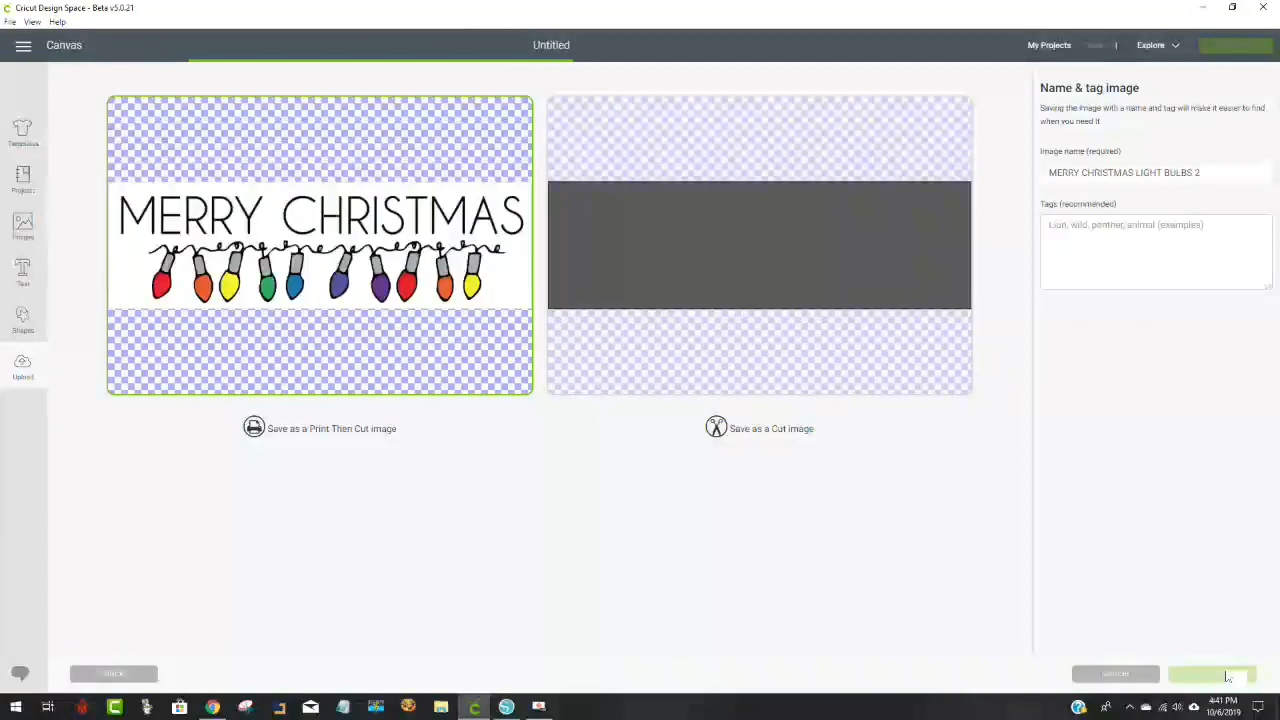 Cricut Design Space - Beta v5.0.21
File View Help
Canvas
Untitled
My Projects
|
Explore
Templates
Projects
Images
Text
Shapes
Upload
MERRY CHRISTMAS
Save as a Print Then Cut image
Save as a Cut image
Name & tag image
Saving the image with a name and tag will make it easier to find
when you need it
Image name (required)
MERRY CHRISTMAS LIGHT BULBS 2
Tags (recommended)
Lion, wild, panther, animal (examples)
Back
Cancel
4:41 PM
10/6/2019